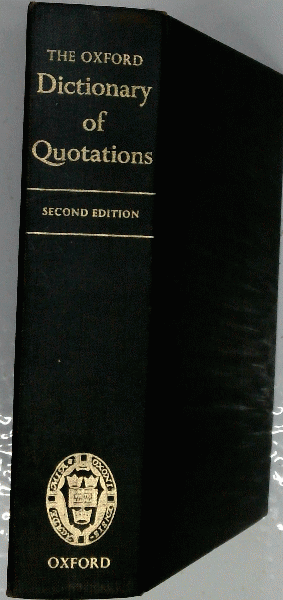 THE OXFORD
Dictionary
of
Quotations
SECOND EDITION
OXFORD